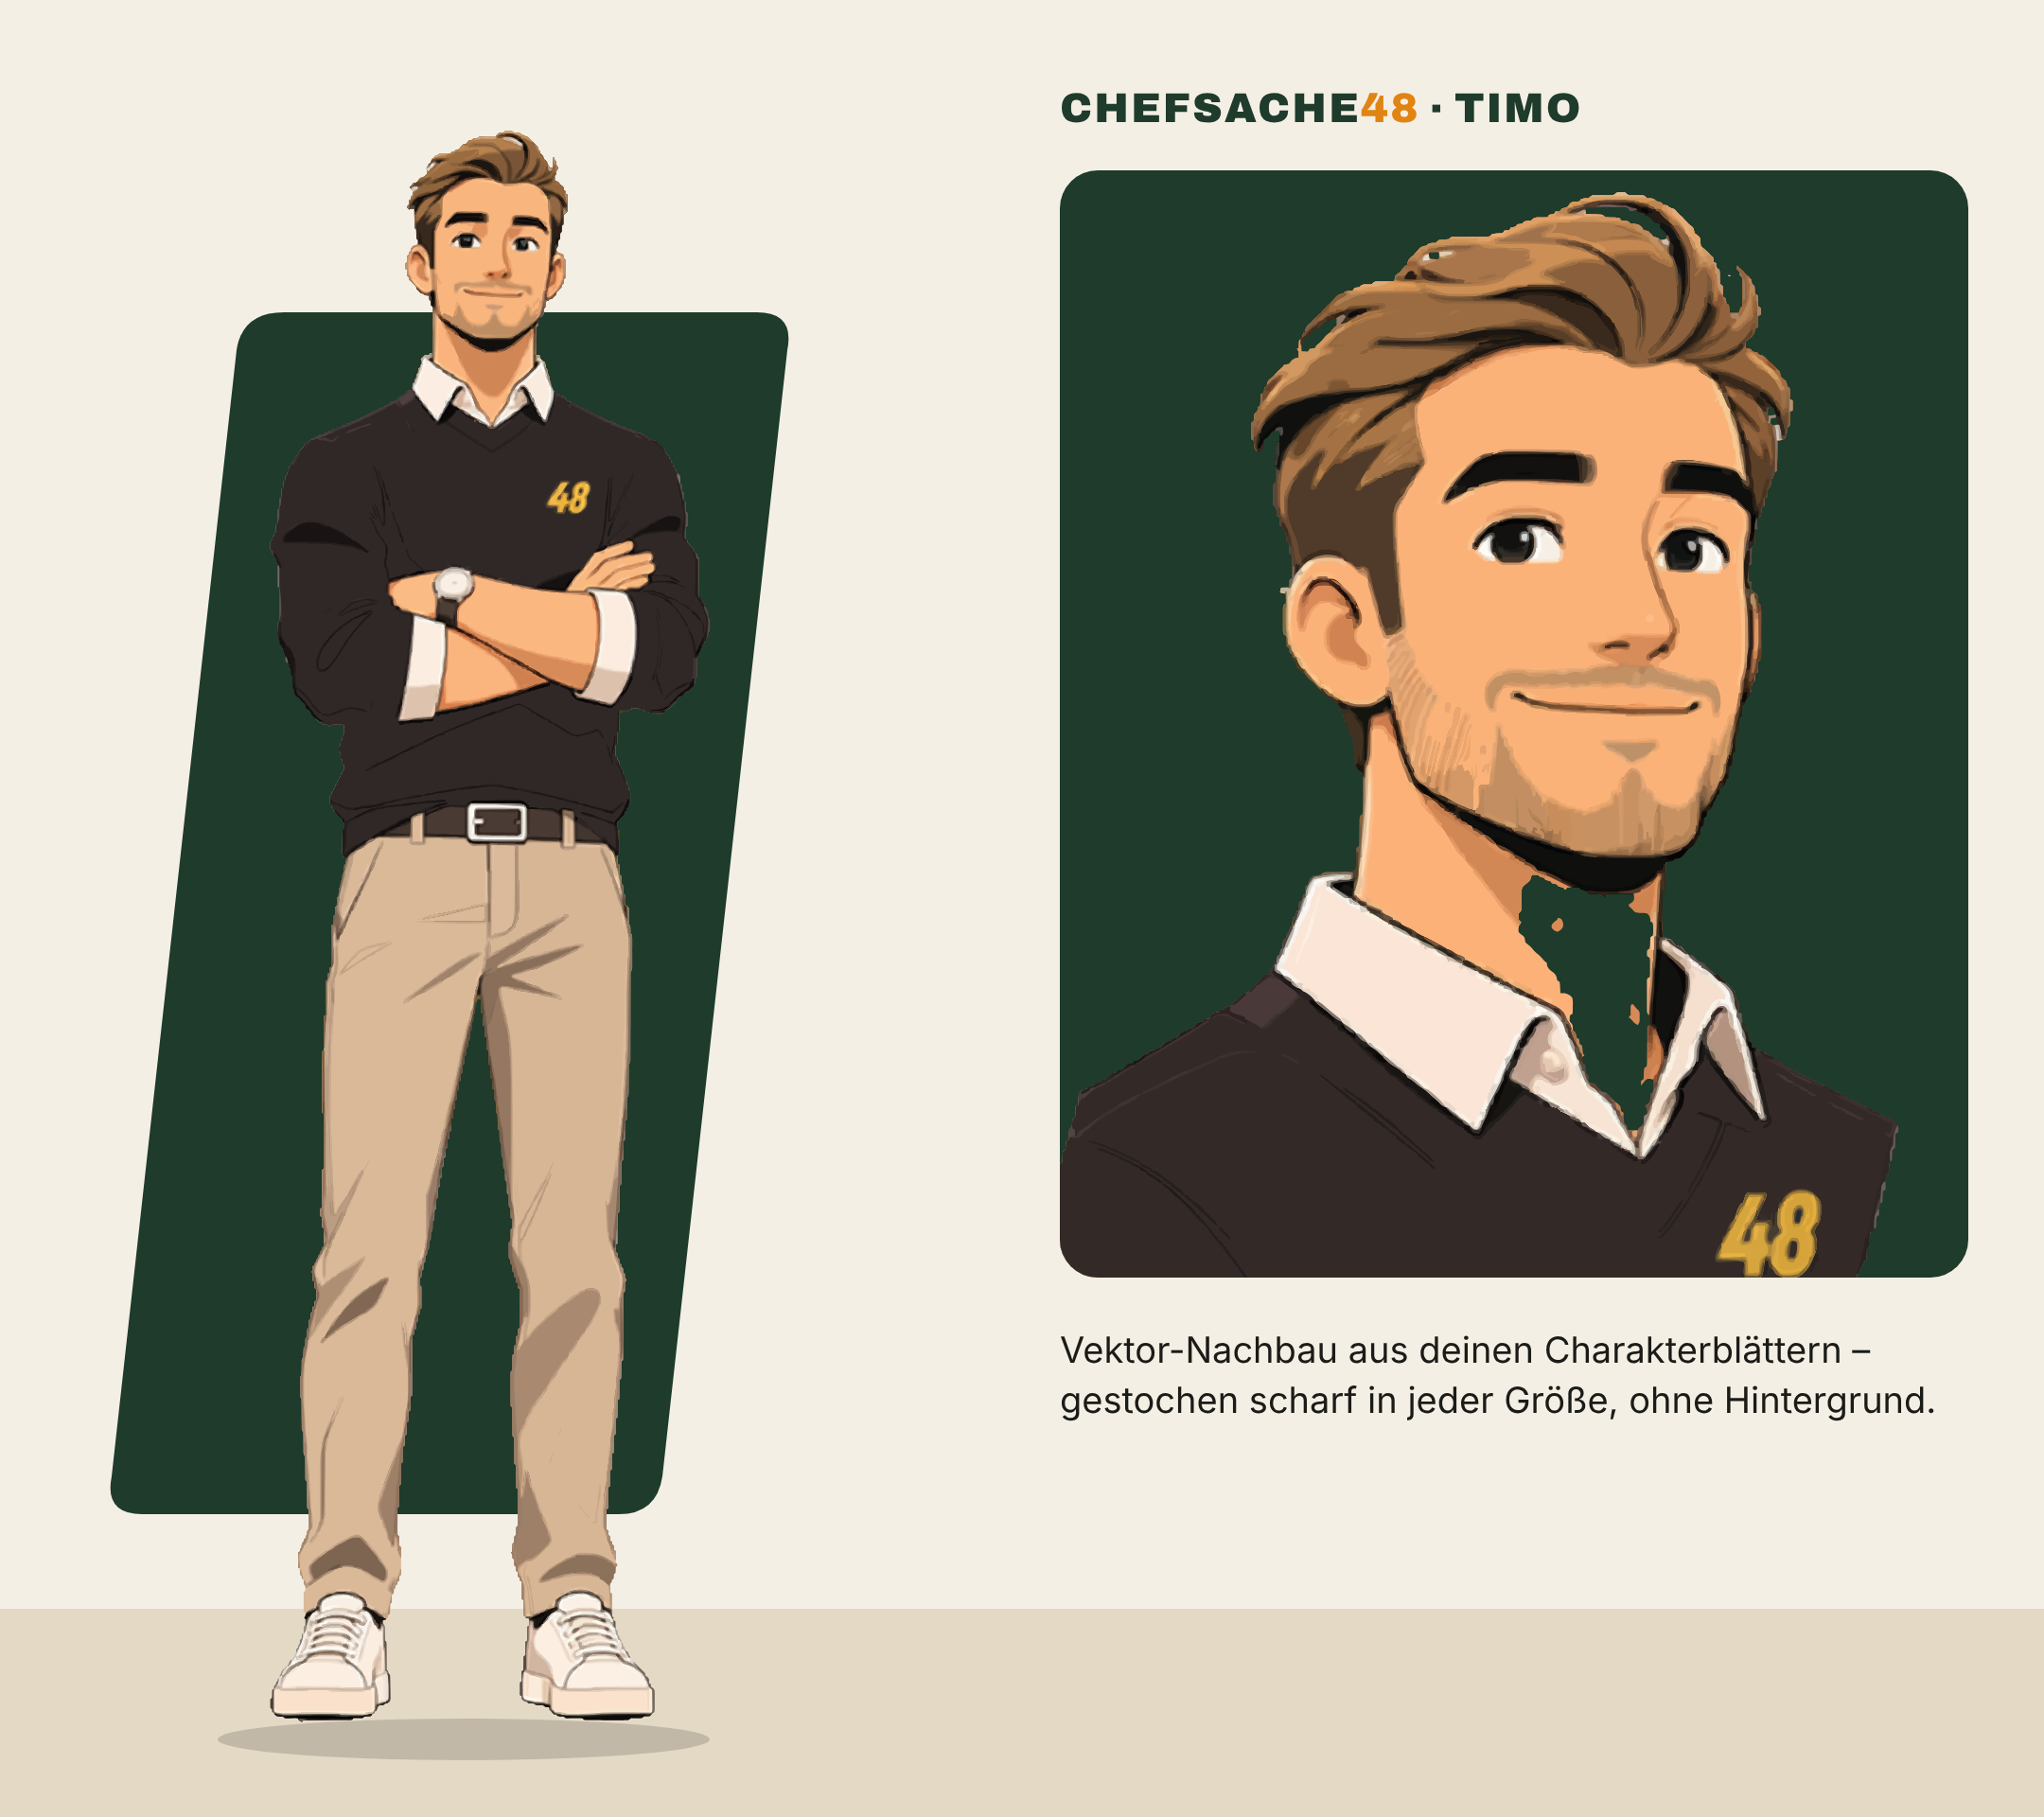 CHEFSACHE48 · TIMO
48
48
Vektor-Nachbau aus deinen Charakterblättern –
gestochen scharf in jeder Größe, ohne Hintergrund.